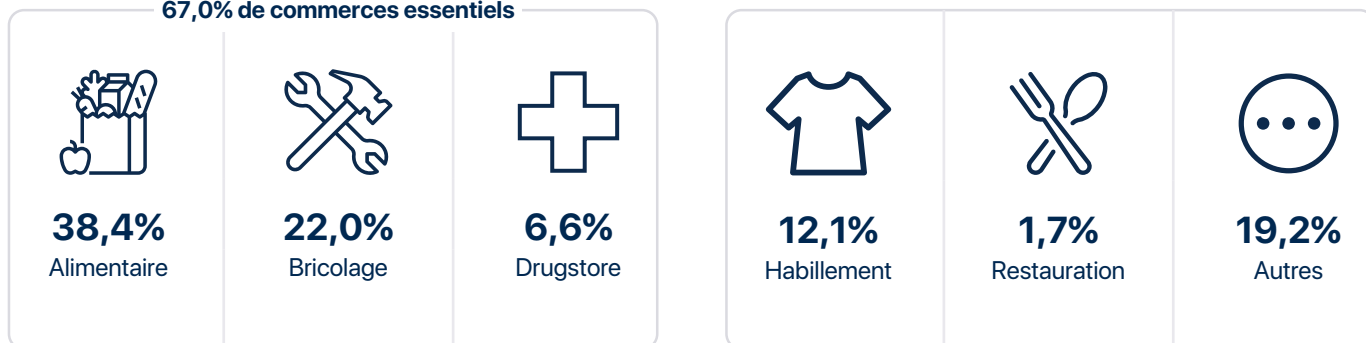 67,0% de commerces essentiels
38,4%
Alimentaire
22,0%
Bricolage
6,6%
Drugstore
12,1%
Habillement
1,7%
Restauration
19,2%
Autres